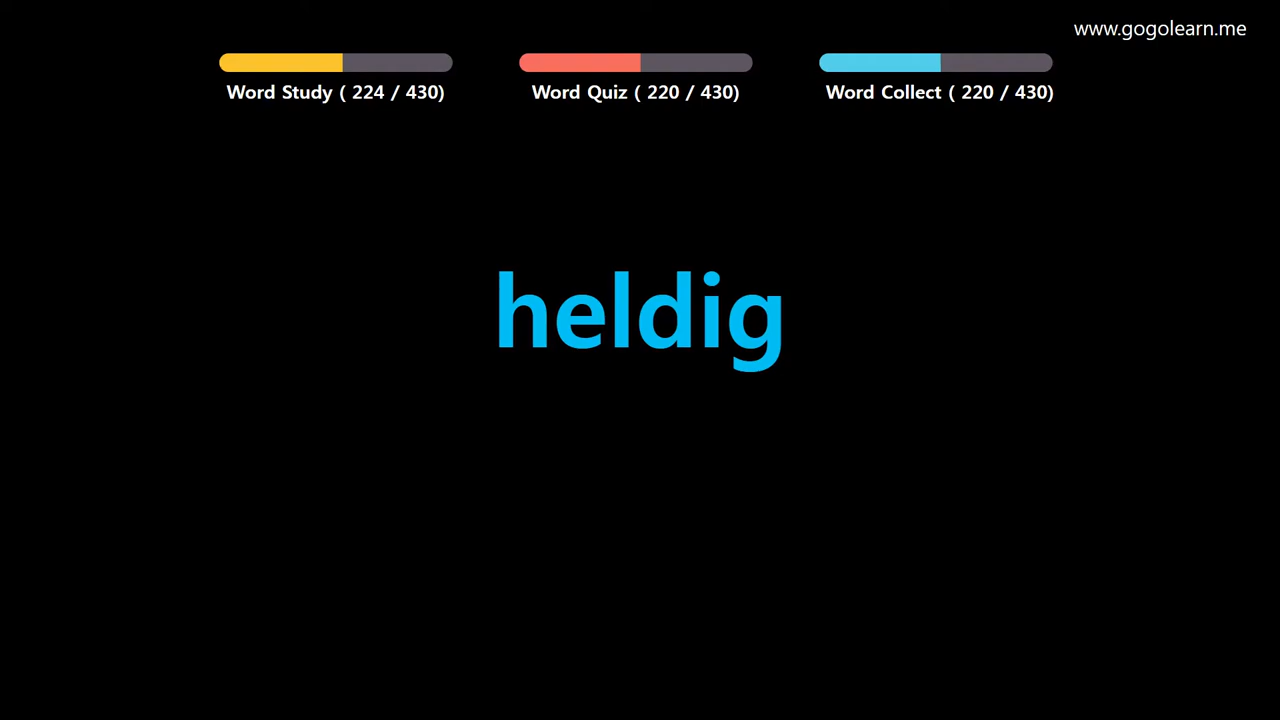 www.gogolearn.me
Word Study ( 224 / 430)
Word Quiz ( 220 / 430)
Word Collect ( 220 / 430)
heldig